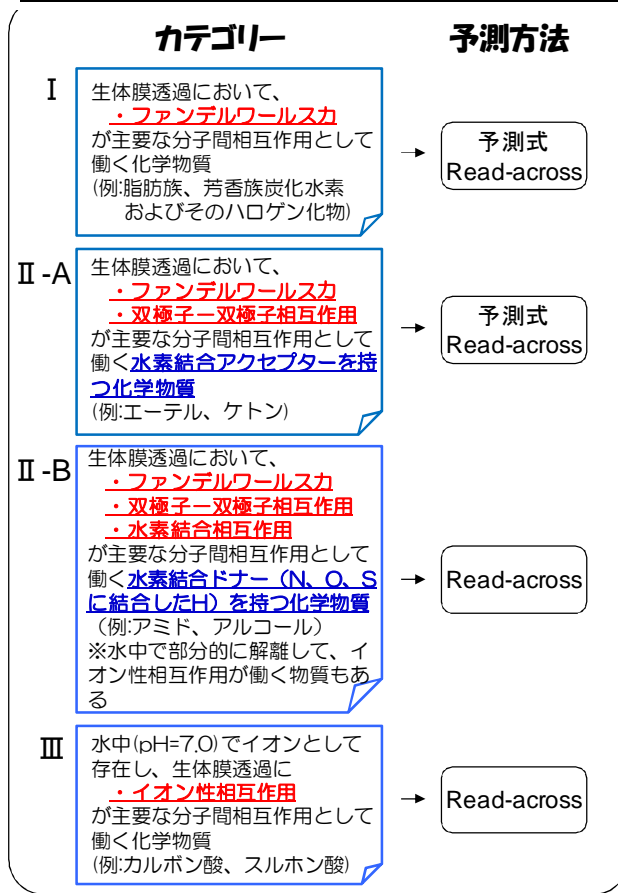 カテゴリー
予測方法
Ⅰ
生体膜透過において、
・ファンデルワールス力
が主要な分子間相互作用として
働く化学物質
(例:脂肪族、芳香族炭化水素
およびそのハロゲン化物)
予測式
Read-across
Ⅱ-A
生体膜透過において、
・ファンデルワールス力
・双極子－双極子相互作用
が主要な分子間相互作用として
働く水素結合アクセプターを持
つ化学物質
(例:エーテル、ケトン)
予測式
Read-across
Ⅱ-B
生体膜透過において、
・ファンデルワールス力
・双極子－双極子相互作用
・水素結合相互作用
が主要な分子間相互作用として
働く水素結合ドナー（N、O、S
に結合したH）を持つ化学物質
（例:アミド、アルコール）
※水中で部分的に解離して、イ
オン性相互作用が働く物質もあ
る
Read-across
Ⅲ
水中(pH=7.0)でイオンとして
存在し、生体膜透過に
・イオン性相互作用
が主要な分子間相互作用として
働く化学物質
(例:カルボン酸、スルホン酸)
Read-across